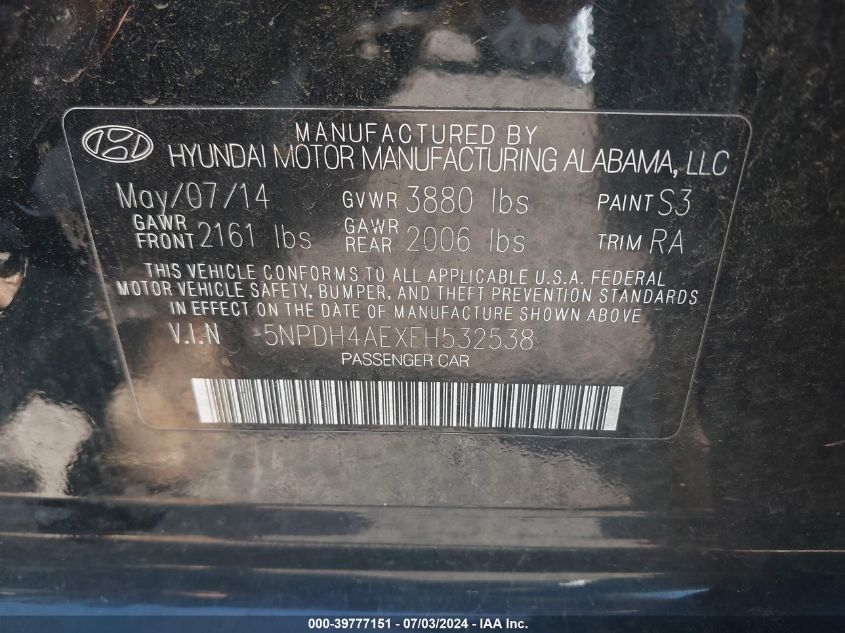 MANUFACTURED BY
HYUNDAI MOTOR MANUFACTURING ALABAMA, LLC
May/07/14 GVWR 3880 lbs PAINT S3
GAWR FRONT 2161 lbs GAWR REAR 2006 lbs TRIM RA
THIS VEHICLE CONFORMS TO ALL APPLICABLE U.S.A. FEDERAL
MOTOR VEHICLE SAFETY, BUMPER, AND THEFT PREVENTION STANDARDS
IN EFFECT ON THE DATE OF MANUFACTURE SHOWN ABOVE
V.I.N 5NPDH4AEXEH532538
PASSENGER CAR
000-39777151 - 07/03/2024 - IAA Inc.